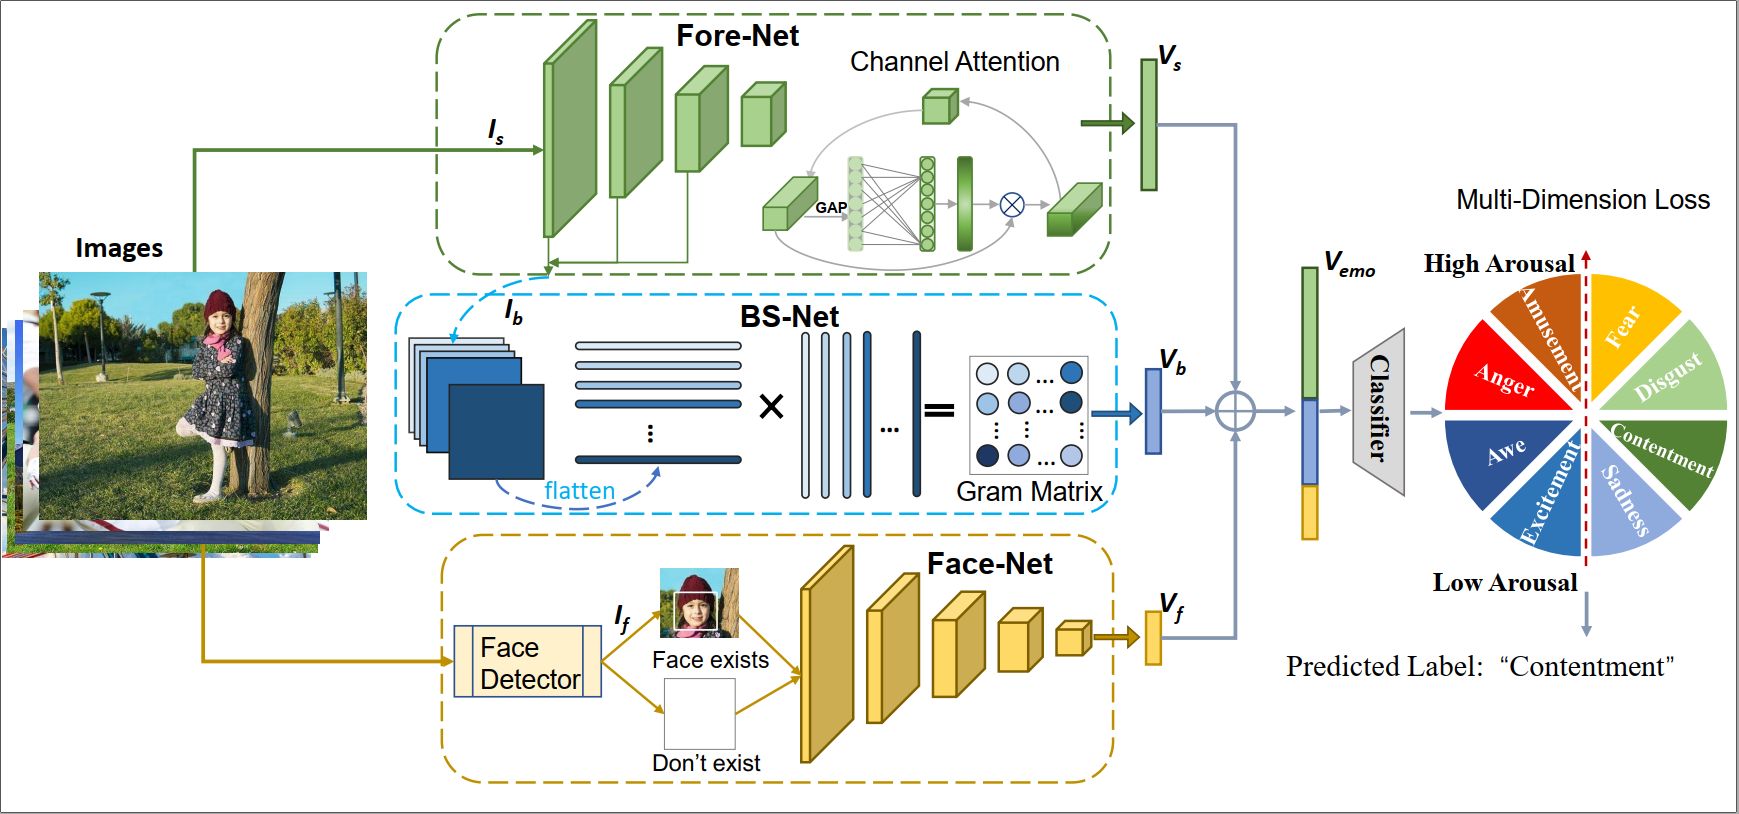 Images
I_s
Fore-Net
Channel Attention
GAP
V_s
I_b
BS-Net
flatten
×
=
...
Gram Matrix
V_b
Face Detector
I_f
Face exists
Don't exist
Face-Net
V_f
V_emo
Classifier
Multi-Dimension Loss
High Arousal
Amusement
Fear
Anger
Disgust
Awe
Contentment
Excitement
Sadness
Low Arousal
Predicted Label: “Contentment”